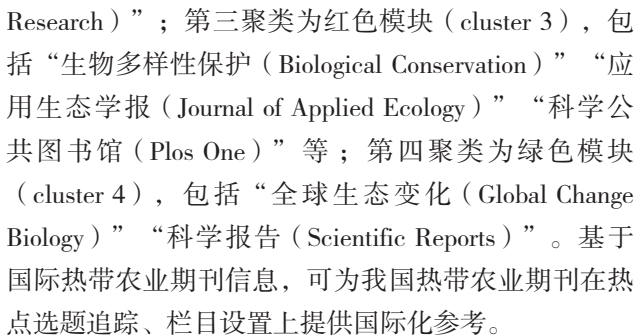 Research）”；第三聚类为红色模块（cluster 3），包
括“生物多样性保护（Biological Conservation）”“应
用生态学报（Journal of Applied Ecology）”“科学公
共图书馆（Plos One）”等；第四聚类为绿色模块
（cluster 4），包括“全球生态变化（Global Change
Biology）”“科学报告（Scientific Reports）”。基于
国际热带农业期刊信息，可为我国热带农业期刊在热
点选题追踪、栏目设置上提供国际化参考。